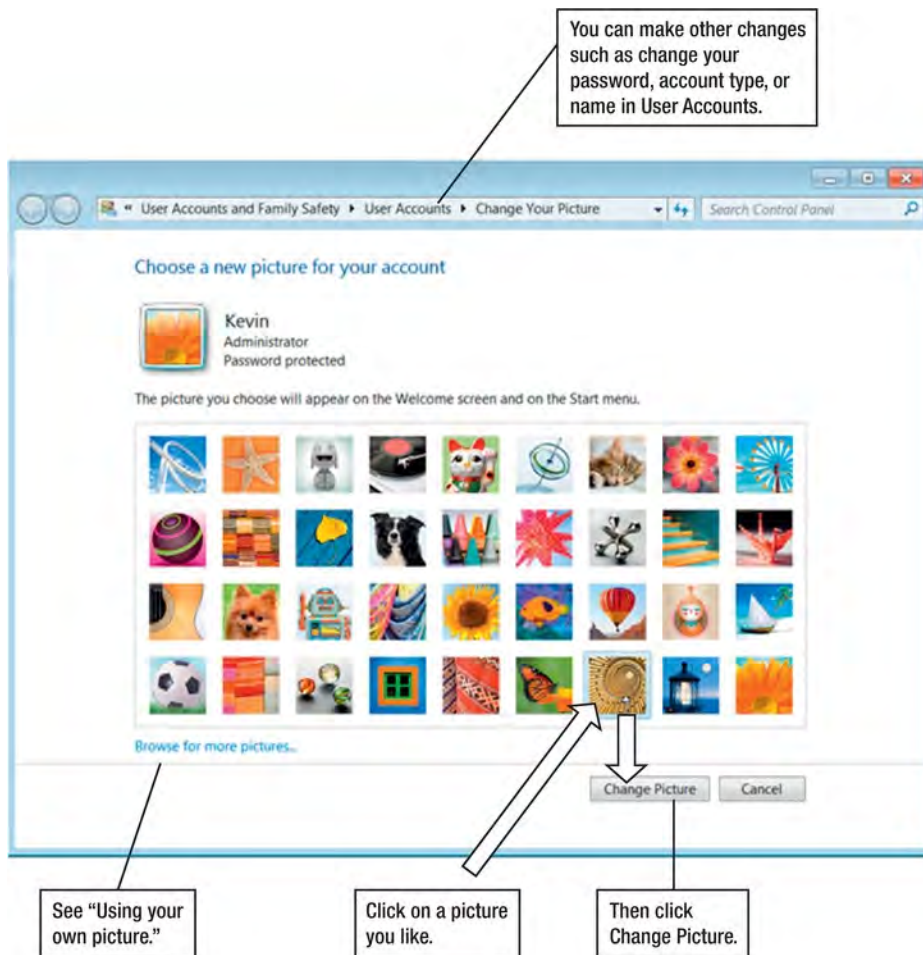 You can make other changes
such as change your
password, account type, or
name in User Accounts.
« User Accounts and Family Safety ▸ User Accounts ▸ Change Your Picture
Search Control Panel
Choose a new picture for your account
Kevin
Administrator
Password protected
The picture you choose will appear on the Welcome screen and on the Start menu.
Browse for more pictures...
Change Picture
Cancel
See “Using your
own picture.”
Click on a picture
you like.
Then click
Change Picture.